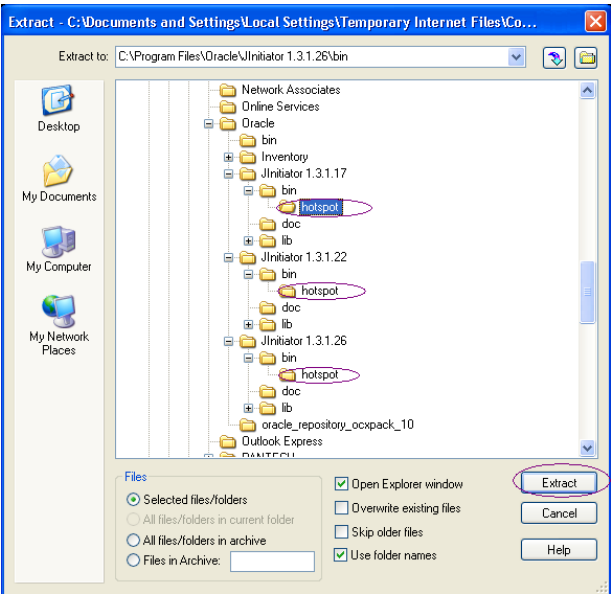 Extract - C:\Documents and Settings\Local Settings\Temporary Internet Files\Co...
Extract to: C:\Program Files\Oracle\JInitiator 1.3.1.26\bin
Desktop
My Documents
My Computer
My Network
Places
Network Associates
Online Services
Oracle
bin
Inventory
JInitiator 1.3.1.17
bin
hotspot
doc
lib
JInitiator 1.3.1.22
bin
hotspot
doc
lib
JInitiator 1.3.1.26
bin
hotspot
doc
lib
oracle_repository_ocxpack_10
Outlook Express
PANTECH
Files
Selected files/folders
All files/folders in current folder
All files/folders in archive
Files in Archive:
Open Explorer window
Overwrite existing files
Skip older files
Use folder names
Extract
Cancel
Help